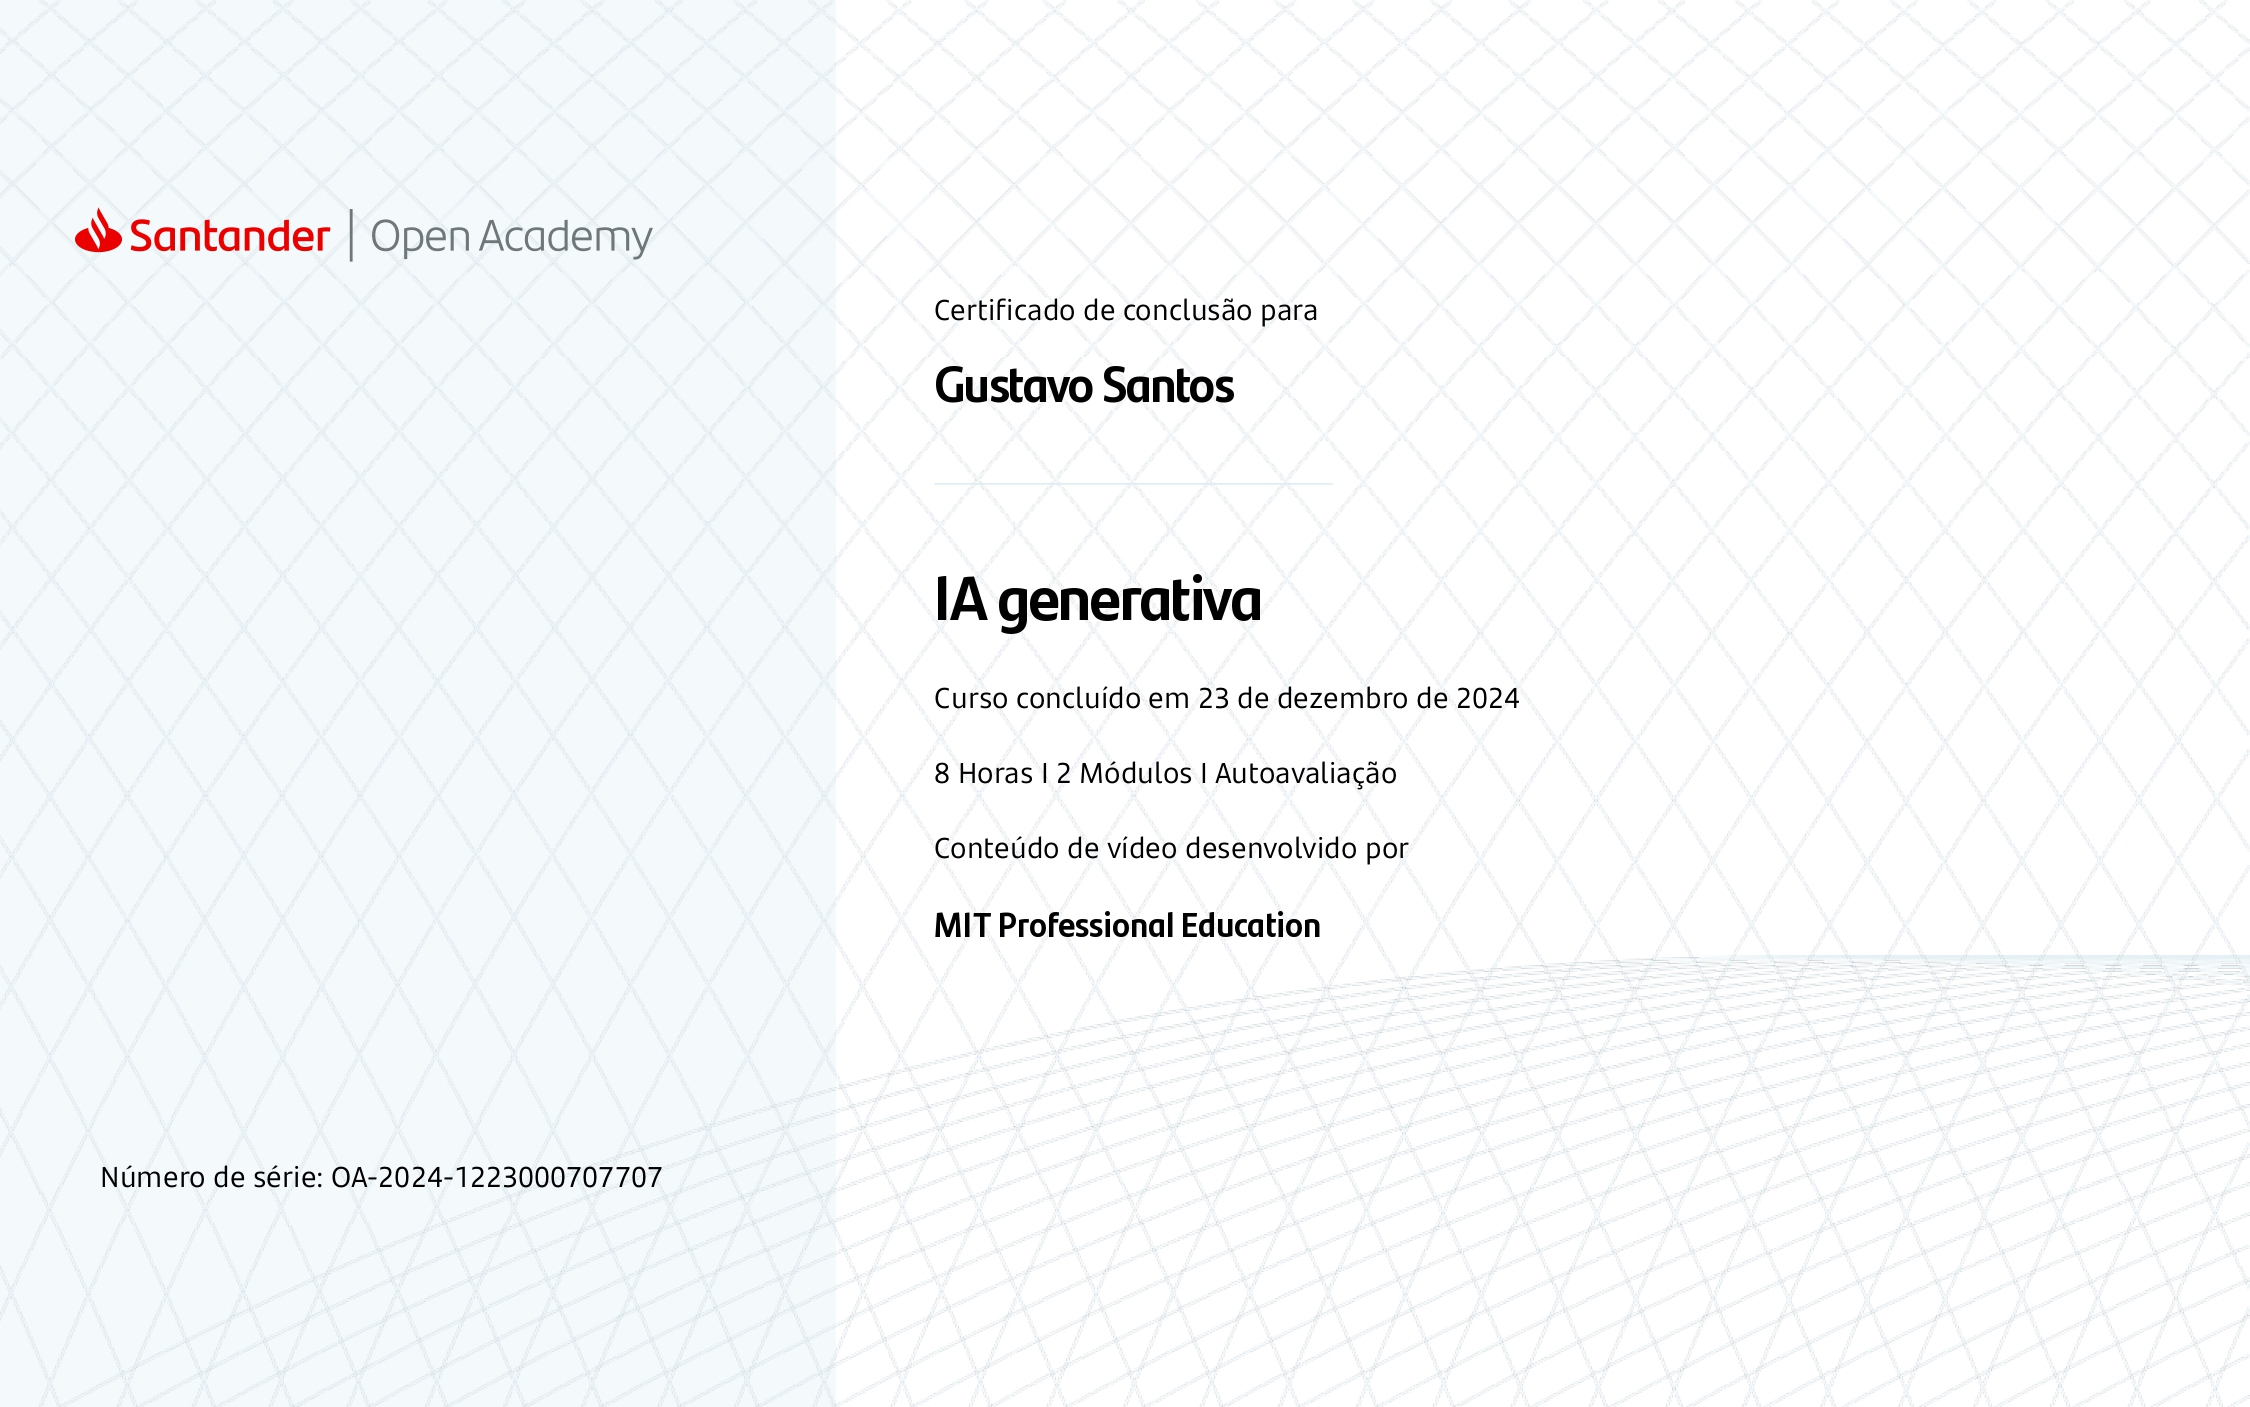 Santander | Open Academy
Certificado de conclusão para
Gustavo Santos
IA generativa
Curso concluído em 23 de dezembro de 2024
8 Horas I 2 Módulos I Autoavaliação
Conteúdo de vídeo desenvolvido por
MIT Professional Education
Número de série: OA-2024-1223000707707